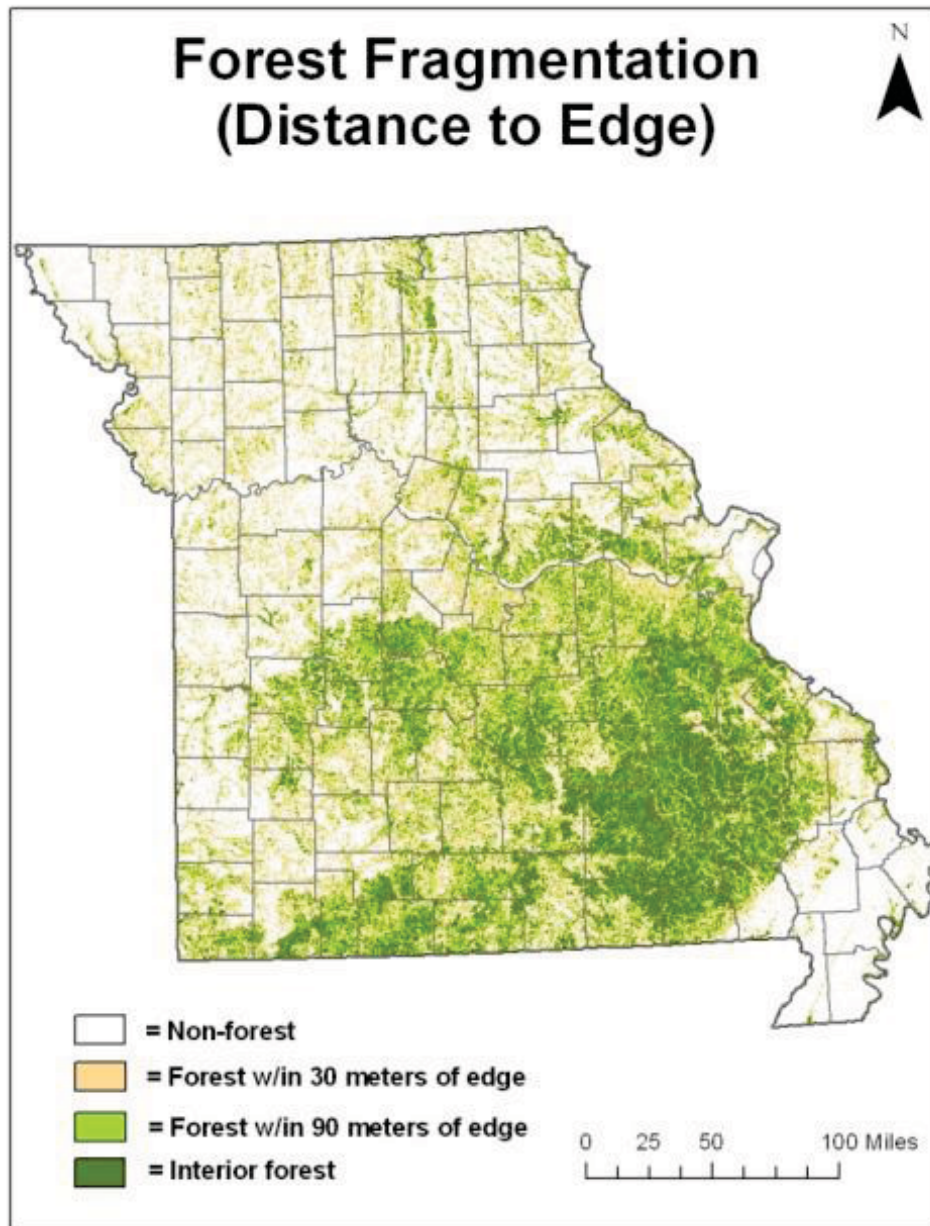 Forest Fragmentation
(Distance to Edge)
N
= Non-forest
= Forest w/in 30 meters of edge
= Forest w/in 90 meters of edge
= Interior forest
0 25 50 100 Miles